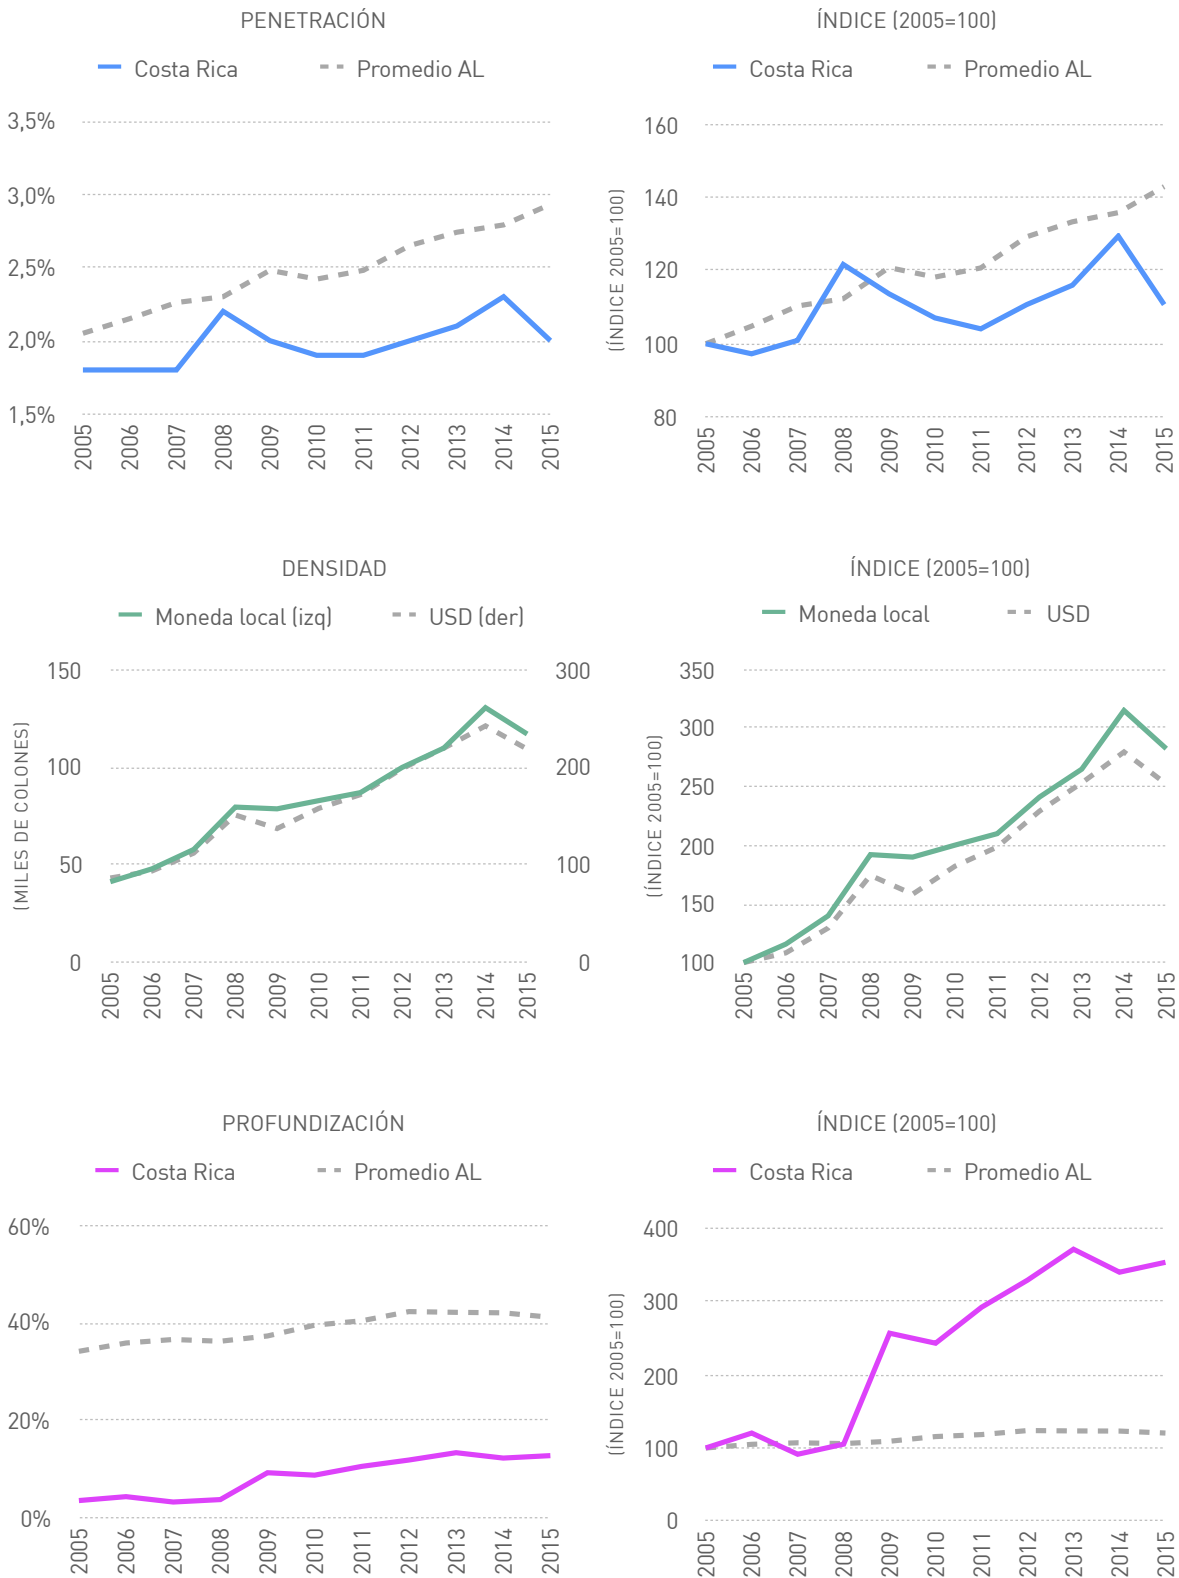 PENETRACIÓN
Costa Rica Promedio AL
3,5%
3,0%
2,5%
2,0%
1,5%
2005 2006 2007 2008 2009 2010 2011 2012 2013 2014 2015
ÍNDICE (2005=100)
Costa Rica Promedio AL
(ÍNDICE 2005=100)
160
140
120
100
80
2005 2006 2007 2008 2009 2010 2011 2012 2013 2014 2015
DENSIDAD
Moneda local (izq) USD (der)
(MILES DE COLONES)
150 300
100 200
50 100
0 0
2005 2006 2007 2008 2009 2010 2011 2012 2013 2014 2015
ÍNDICE (2005=100)
Moneda local USD
(ÍNDICE 2005=100)
350
300
250
200
150
100
2005 2006 2007 2008 2009 2010 2011 2012 2013 2014 2015
PROFUNDIZACIÓN
Costa Rica Promedio AL
60%
40%
20%
0%
2005 2006 2007 2008 2009 2010 2011 2012 2013 2014 2015
ÍNDICE (2005=100)
Costa Rica Promedio AL
(ÍNDICE 2005=100)
400
300
200
100
0
2005 2006 2007 2008 2009 2010 2011 2012 2013 2014 2015